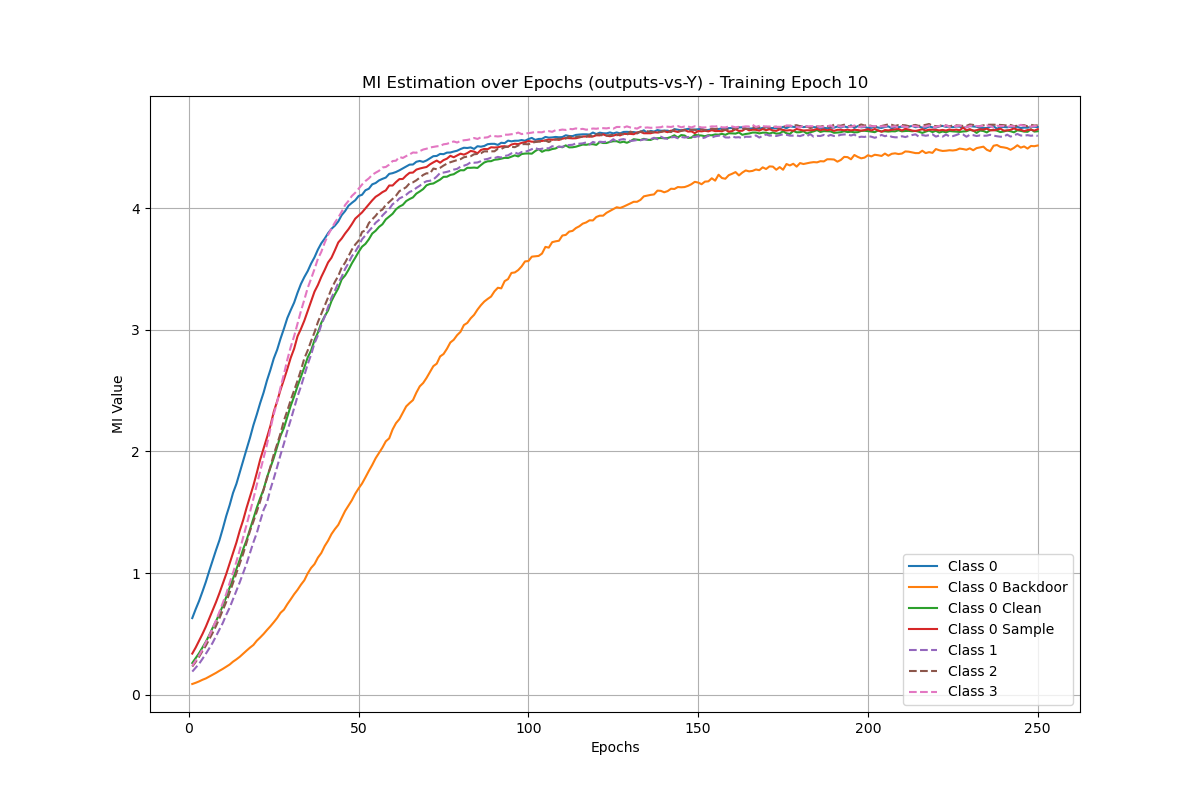 MI Estimation over Epochs (outputs-vs-Y) - Training Epoch 10
MI Value
4
3
2
1
0
0 50 100 150 200 250
Epochs
Class 0
Class 0 Backdoor
Class 0 Clean
Class 0 Sample
Class 1
Class 2
Class 3